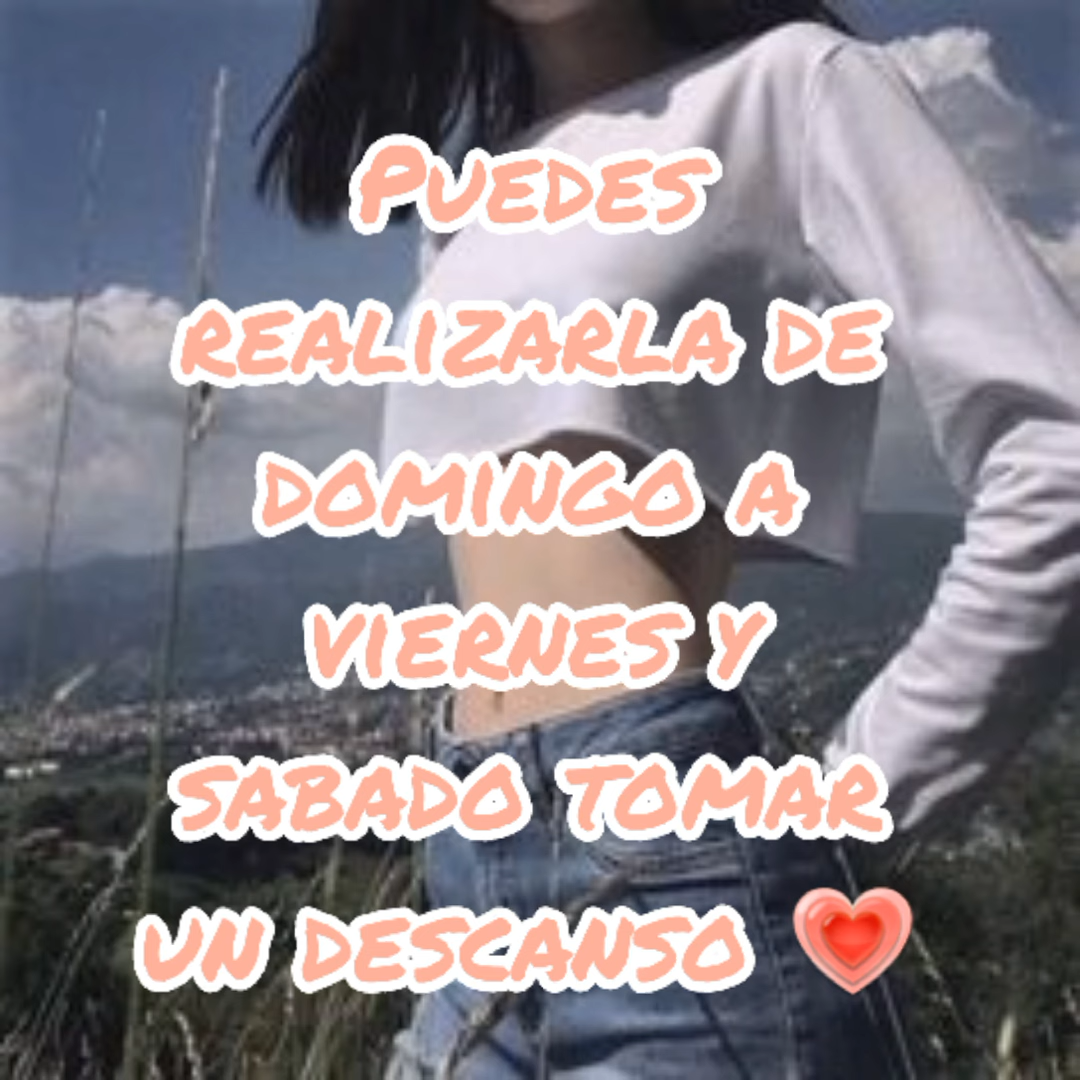 Puedes
realizarla de
domingo a
viernes y
sabado tomar
un descanso 💗